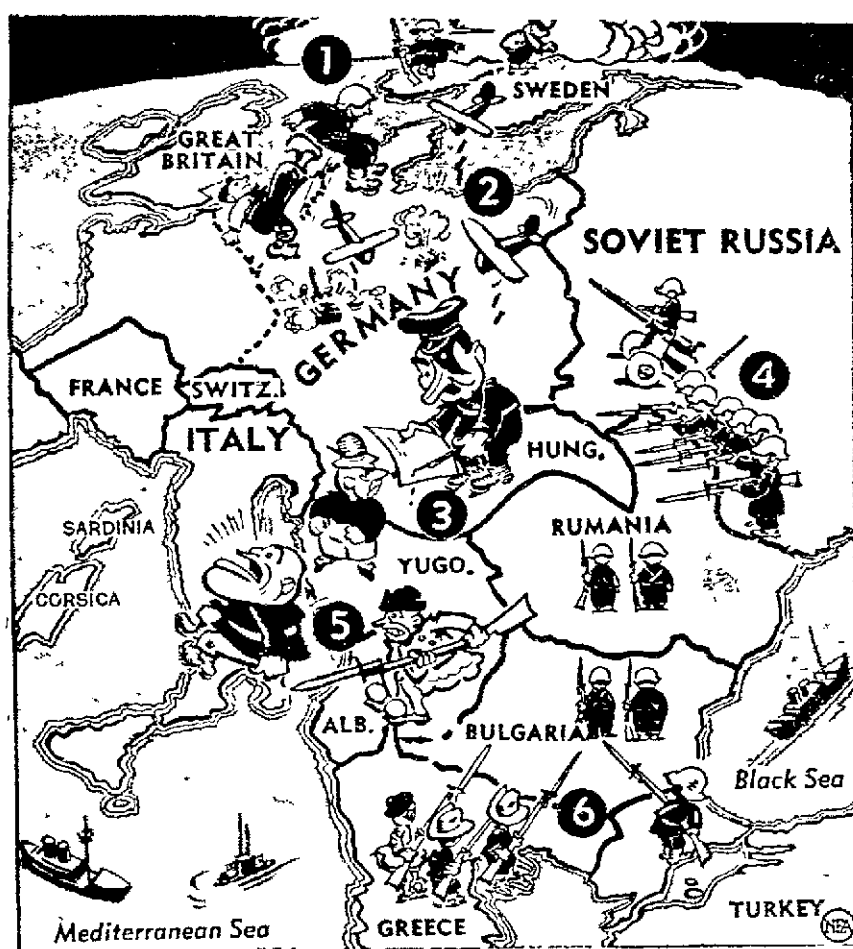 1
SWEDEN
GREAT
BRITAIN
2
SOVIET RUSSIA
GERMANY
4
FRANCE
SWITZ.
ITALY
HUNG.
3
SARDINIA
RUMANIA
YUGO.
CORSICA
5
ALB.
BULGARIA
Black Sea
6
TURKEY
GREECE
Mediterranean Sea
NEA